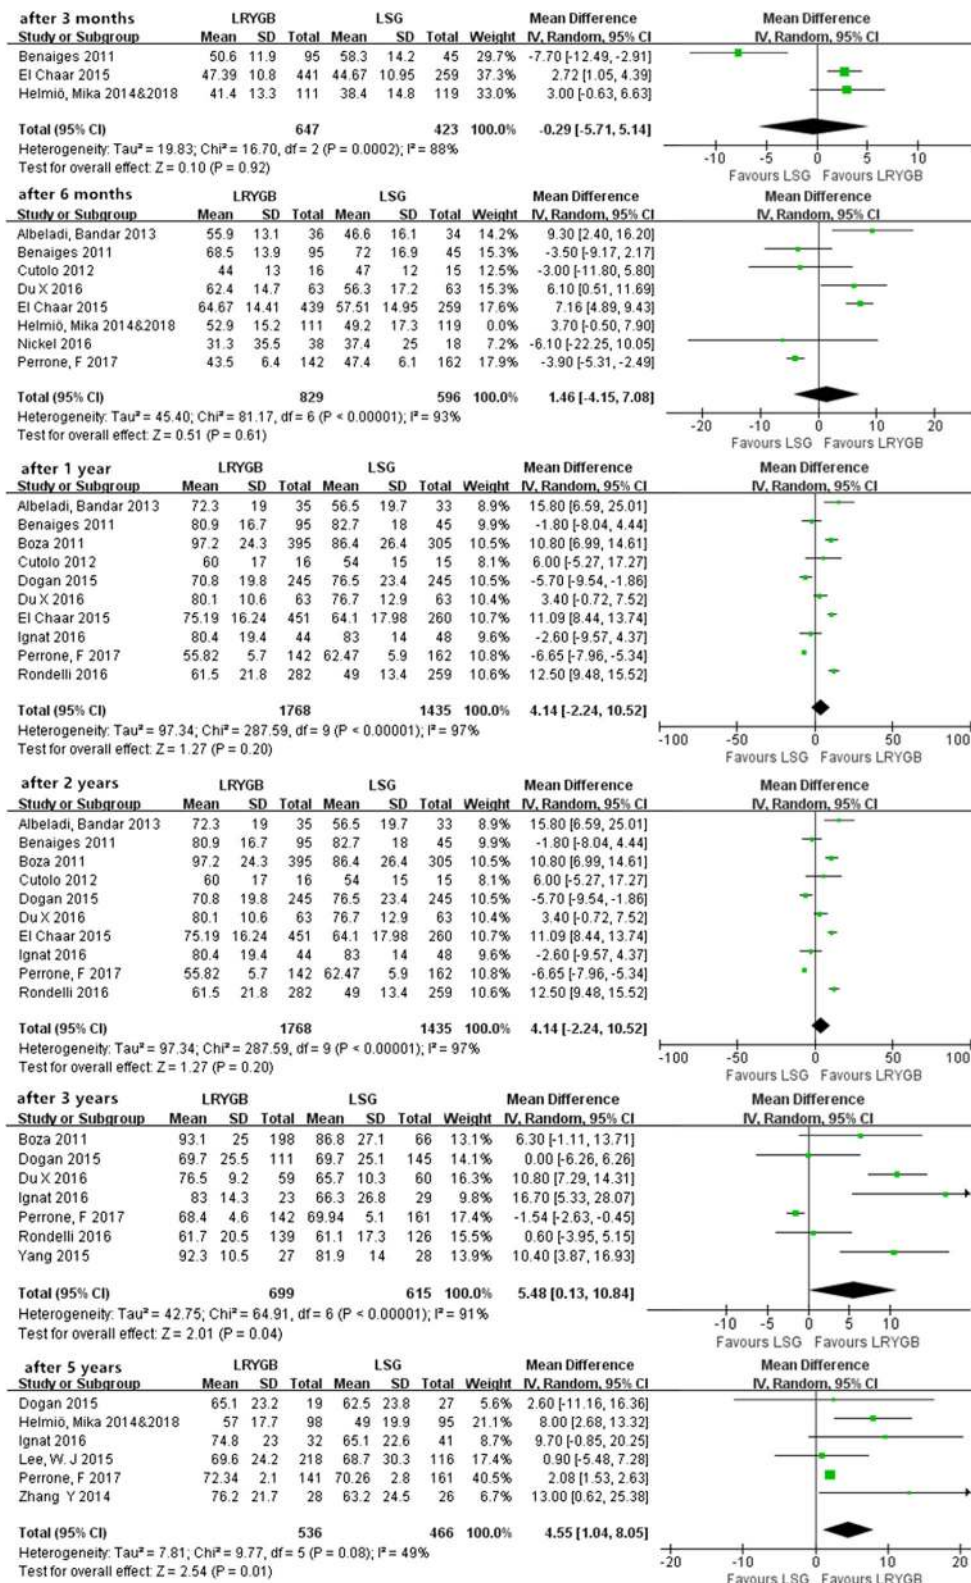 after 3 months LRYGB LSG Mean Difference Mean Difference
Study or Subgroup Mean SD Total Mean SD Total Weight IV, Random, 95% CI IV, Random, 95% CI
Benaiges 2011 50.6 11.9 95 58.3 14.2 45 29.7% -7.70 [-12.49, -2.91]
El Chaar 2015 47.39 10.8 441 44.67 10.95 259 37.3% 2.72 [1.05, 4.39]
Helmiö, Mika 2014&2018 41.4 13.3 111 38.4 14.8 119 33.0% 3.00 [-0.63, 6.63]
Total (95% CI) 647 423 100.0% -0.29 [-5.71, 5.14]
Heterogeneity: Tau² = 19.83; Chi² = 16.70, df = 2 (P = 0.0002); I² = 88%
Test for overall effect: Z = 0.10 (P = 0.92)
-10 -5 0 5 10
Favours LSG Favours LRYGB
after 6 months LRYGB LSG Mean Difference Mean Difference
Study or Subgroup Mean SD Total Mean SD Total Weight IV, Random, 95% CI IV, Random, 95% CI
Albeladi, Bandar 2013 55.9 13.1 36 46.6 16.1 34 14.2% 9.30 [2.40, 16.20]
Benaiges 2011 68.5 13.9 95 72 16.9 45 15.3% -3.50 [-9.17, 2.17]
Cutolo 2012 44 13 16 47 12 15 12.5% -3.00 [-11.80, 5.80]
Du X 2016 62.4 14.7 63 56.3 17.2 63 15.3% 6.10 [0.51, 11.69]
El Chaar 2015 64.67 14.41 439 57.51 14.95 259 17.6% 7.16 [4.89, 9.43]
Helmiö, Mika 2014&2018 52.9 15.2 111 49.2 17.3 119 0.0% 3.70 [-0.50, 7.90]
Nickel 2016 31.3 35.5 38 37.4 25 18 7.2% -6.10 [-22.25, 10.05]
Perrone, F 2017 43.5 6.4 142 47.4 6.1 162 17.9% -3.90 [-5.31, -2.49]
Total (95% CI) 829 596 100.0% 1.46 [-4.15, 7.08]
Heterogeneity: Tau² = 45.40; Chi² = 81.17, df = 6 (P < 0.00001); I² = 93%
Test for overall effect: Z = 0.51 (P = 0.61)
-20 -10 0 10 20
Favours LSG Favours LRYGB
after 1 year LRYGB LSG Mean Difference Mean Difference
Study or Subgroup Mean SD Total Mean SD Total Weight IV, Random, 95% CI IV, Random, 95% CI
Albeladi, Bandar 2013 72.3 19 35 56.5 19.7 33 8.9% 15.80 [6.59, 25.01]
Benaiges 2011 80.9 16.7 95 82.7 18 45 9.9% -1.80 [-8.04, 4.44]
Boza 2011 97.2 24.3 395 86.4 26.4 305 10.5% 10.80 [6.99, 14.61]
Cutolo 2012 60 17 16 54 15 15 8.1% 6.00 [-5.27, 17.27]
Dogan 2015 70.8 19.8 245 76.5 23.4 245 10.5% -5.70 [-9.54, -1.86]
Du X 2016 80.1 10.6 63 76.7 12.9 63 10.4% 3.40 [-0.72, 7.52]
El Chaar 2015 75.19 16.24 451 64.1 17.98 260 10.7% 11.09 [8.44, 13.74]
Ignat 2016 80.4 19.4 44 83 14 48 9.6% -2.60 [-9.57, 4.37]
Perrone, F 2017 55.82 5.7 142 62.47 5.9 162 10.8% -6.65 [-7.96, -5.34]
Rondelli 2016 61.5 21.8 282 49 13.4 259 10.6% 12.50 [9.48, 15.52]
Total (95% CI) 1768 1435 100.0% 4.14 [-2.24, 10.52]
Heterogeneity: Tau² = 97.34; Chi² = 287.59, df = 9 (P < 0.00001); I² = 97%
Test for overall effect: Z = 1.27 (P = 0.20)
-100 -50 0 50 100
Favours LSG Favours LRYGB
after 2 years LRYGB LSG Mean Difference Mean Difference
Study or Subgroup Mean SD Total Mean SD Total Weight IV, Random, 95% CI IV, Random, 95% CI
Albeladi, Bandar 2013 72.3 19 35 56.5 19.7 33 8.9% 15.80 [6.59, 25.01]
Benaiges 2011 80.9 16.7 95 82.7 18 45 9.9% -1.80 [-8.04, 4.44]
Boza 2011 97.2 24.3 395 86.4 26.4 305 10.5% 10.80 [6.99, 14.61]
Cutolo 2012 60 17 16 54 15 15 8.1% 6.00 [-5.27, 17.27]
Dogan 2015 70.8 19.8 245 76.5 23.4 245 10.5% -5.70 [-9.54, -1.86]
Du X 2016 80.1 10.6 63 76.7 12.9 63 10.4% 3.40 [-0.72, 7.52]
El Chaar 2015 75.19 16.24 451 64.1 17.98 260 10.7% 11.09 [8.44, 13.74]
Ignat 2016 80.4 19.4 44 83 14 48 9.6% -2.60 [-9.57, 4.37]
Perrone, F 2017 55.82 5.7 142 62.47 5.9 162 10.8% -6.65 [-7.96, -5.34]
Rondelli 2016 61.5 21.8 282 49 13.4 259 10.6% 12.50 [9.48, 15.52]
Total (95% CI) 1768 1435 100.0% 4.14 [-2.24, 10.52]
Heterogeneity: Tau² = 97.34; Chi² = 287.59, df = 9 (P < 0.00001); I² = 97%
Test for overall effect: Z = 1.27 (P = 0.20)
-100 -50 0 50 100
Favours LSG Favours LRYGB
after 3 years LRYGB LSG Mean Difference Mean Difference
Study or Subgroup Mean SD Total Mean SD Total Weight IV, Random, 95% CI IV, Random, 95% CI
Boza 2011 93.1 25 198 86.8 27.1 66 13.1% 6.30 [-1.11, 13.71]
Dogan 2015 69.7 25.5 111 69.7 25.1 145 14.1% 0.00 [-6.26, 6.26]
Du X 2016 76.5 9.2 59 65.7 10.3 60 16.3% 10.80 [7.29, 14.31]
Ignat 2016 83 14.3 23 66.3 26.8 29 9.8% 16.70 [5.33, 28.07]
Perrone, F 2017 68.4 4.6 142 69.94 5.1 161 17.4% -1.54 [-2.63, -0.45]
Rondelli 2016 61.7 20.5 139 61.1 17.3 126 15.5% 0.60 [-3.95, 5.15]
Yang 2015 92.3 10.5 27 81.9 14 28 13.9% 10.40 [3.87, 16.93]
Total (95% CI) 699 615 100.0% 5.48 [0.13, 10.84]
Heterogeneity: Tau² = 42.75; Chi² = 64.91, df = 6 (P < 0.00001); I² = 91%
Test for overall effect: Z = 2.01 (P = 0.04)
-10 -5 0 5 10
Favours LSG Favours LRYGB
after 5 years LRYGB LSG Mean Difference Mean Difference
Study or Subgroup Mean SD Total Mean SD Total Weight IV, Random, 95% CI IV, Random, 95% CI
Dogan 2015 65.1 23.2 19 62.5 23.8 27 5.6% 2.60 [-11.16, 16.36]
Helmiö, Mika 2014&2018 57 17.7 98 49 19.9 95 21.1% 8.00 [2.68, 13.32]
Ignat 2016 74.8 23 32 65.1 22.6 41 8.7% 9.70 [-0.85, 20.25]
Lee, W. J 2015 69.6 24.2 218 68.7 30.3 116 17.4% 0.90 [-5.48, 7.28]
Perrone, F 2017 72.34 2.1 141 70.26 2.8 161 40.5% 2.08 [1.53, 2.63]
Zhang Y 2014 76.2 21.7 28 63.2 24.5 26 6.7% 13.00 [0.62, 25.38]
Total (95% CI) 536 466 100.0% 4.55 [1.04, 8.05]
Heterogeneity: Tau² = 7.81; Chi² = 9.77, df = 5 (P = 0.08); I² = 49%
Test for overall effect: Z = 2.54 (P = 0.01)
-20 -10 0 10 20
Favours LSG Favours LRYGB